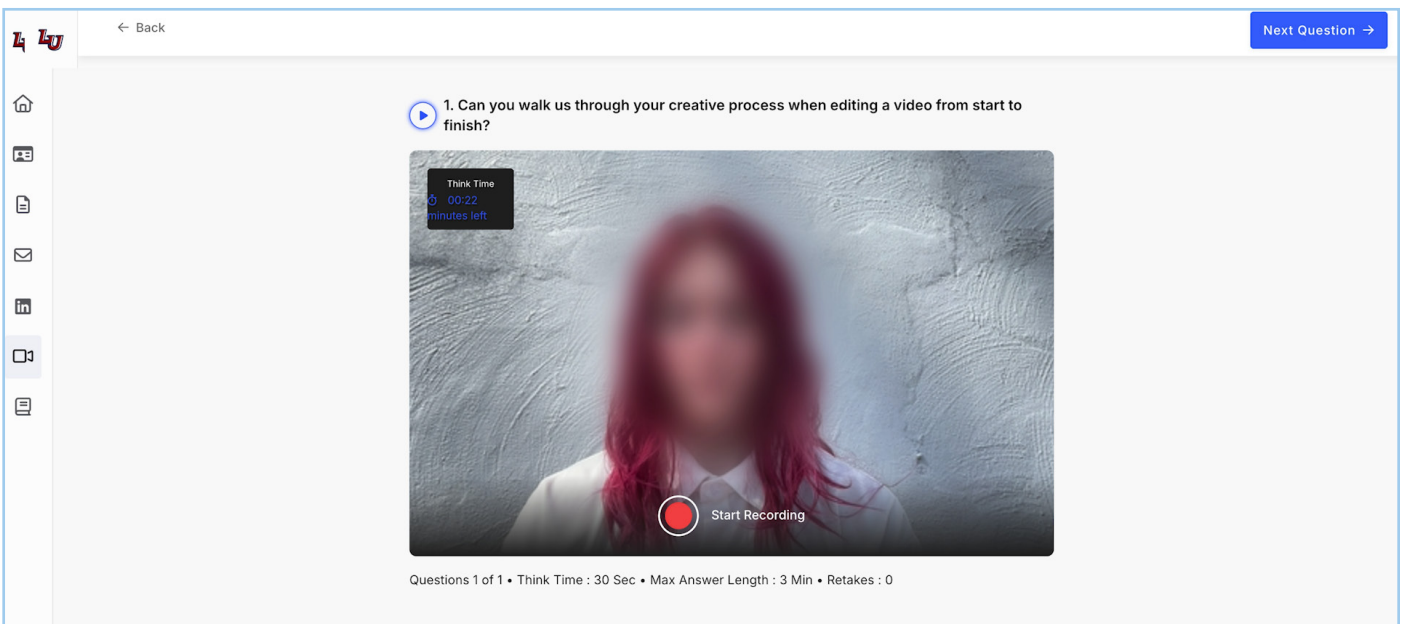 LU
Back
Next Question
1. Can you walk us through your creative process when editing a video from start to
finish?
Think Time
00:22
minutes left
Start Recording
Questions 1 of 1 • Think Time : 30 Sec • Max Answer Length : 3 Min • Retakes : 0